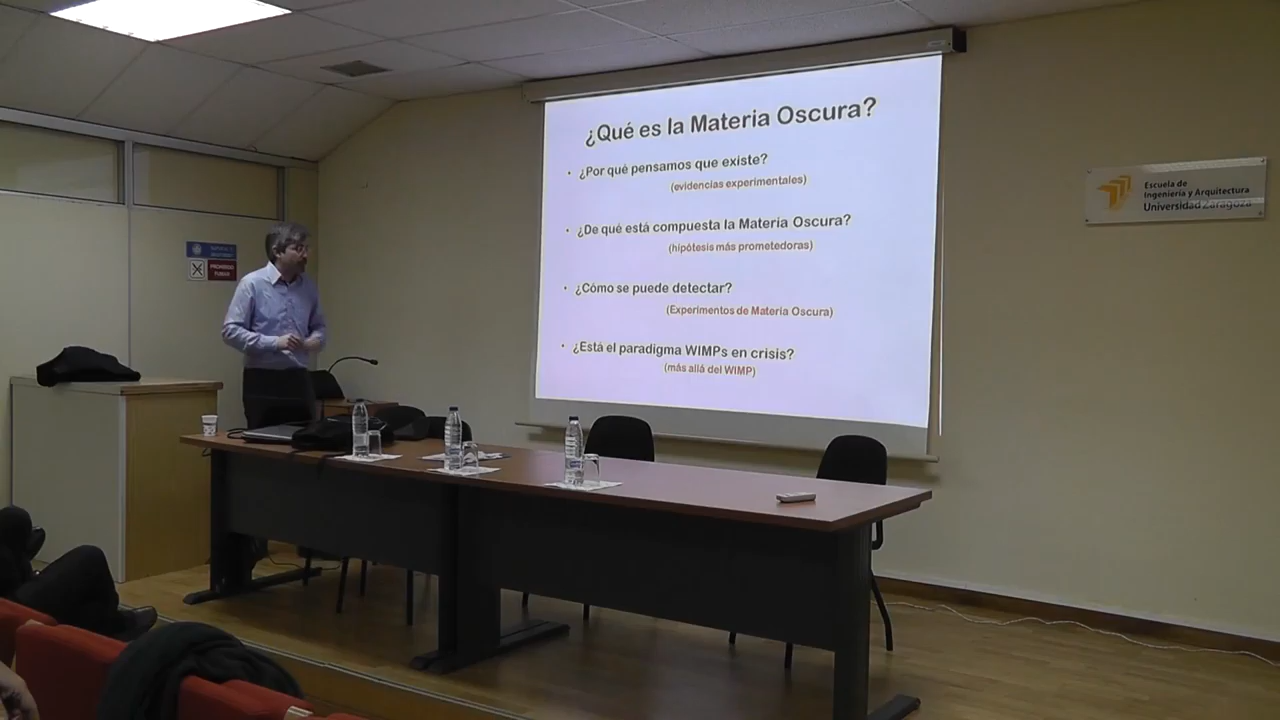 ¿Qué es la Materia Oscura?
• ¿Por qué pensamos que existe?
(evidencias experimentales)
• ¿De qué está compuesta la Materia Oscura?
(hipótesis más prometedoras)
• ¿Cómo se puede detectar?
(Experimentos de Materia Oscura)
• ¿Está el paradigma WIMPs en crisis?
(más allá del WIMP)
Escuela de
Ingeniería y Arquitectura
Universidad Zaragoza
PROHIBIDO
FUMAR